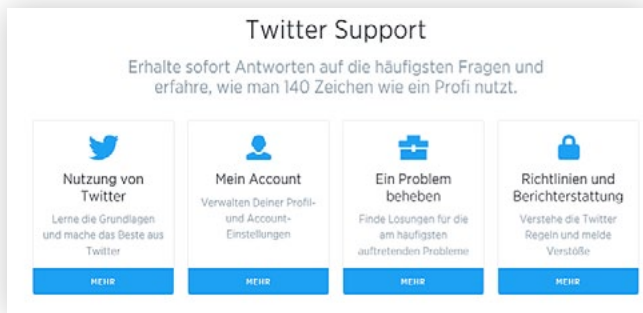 Twitter Support
Erhalte sofort Antworten auf die häufigsten Fragen und
erfahre, wie man 140 Zeichen wie ein Profi nutzt.
Nutzung von
Twitter
Lerne die Grundlagen
und mache das Beste aus
Twitter
MEHR
Mein Account
Verwalten Deiner Profil-
und Account-
Einstellungen
MEHR
Ein Problem
beheben
Finde Lösungen für die
am häufigsten
auftretenden Probleme
MEHR
Richtlinien und
Berichterstattung
Verstehe die Twitter
Regeln und melde
Verstöße
MEHR